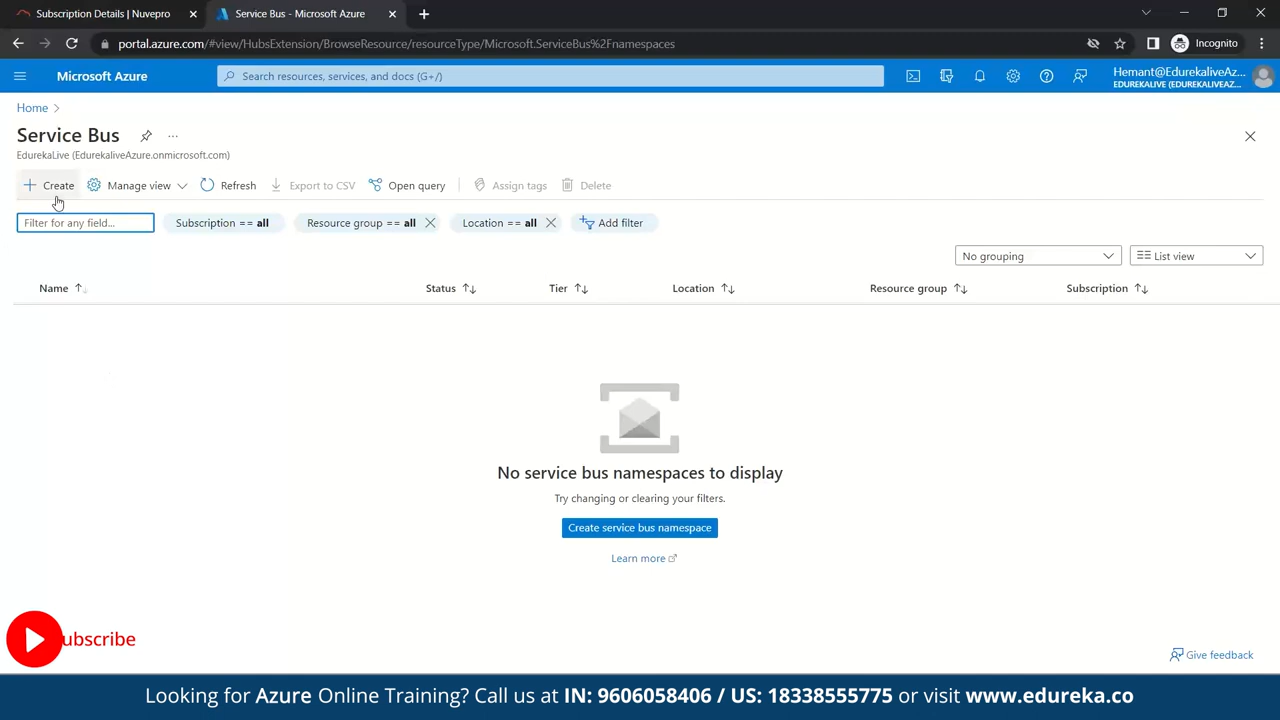 Subscription Details | Nuvepro
Service Bus - Microsoft Azure
portal.azure.com/#view/HubsExtension/BrowseResource/resourceType/Microsoft.ServiceBus%2Fnamespaces
Incognito
Microsoft Azure
Search resources, services, and docs (G+/)
Hemant@EdurekaliveAz...
EDUREKALIVE (EDUREKALIVEAZ...
Home
Service Bus
...
EdurekaLive (EdurekaliveAzure.onmicrosoft.com)
Create
Manage view
Refresh
Export to CSV
Open query
Assign tags
Delete
Filter for any field...
Subscription == all
Resource group == all
Location == all
Add filter
No grouping
List view
Name
Status
Tier
Location
Resource group
Subscription
No service bus namespaces to display
Try changing or clearing your filters.
Create service bus namespace
Learn more
ubscribe
Give feedback
Looking for Azure Online Training? Call us at IN: 9606058406 / US: 18338555775 or visit www.edureka.co